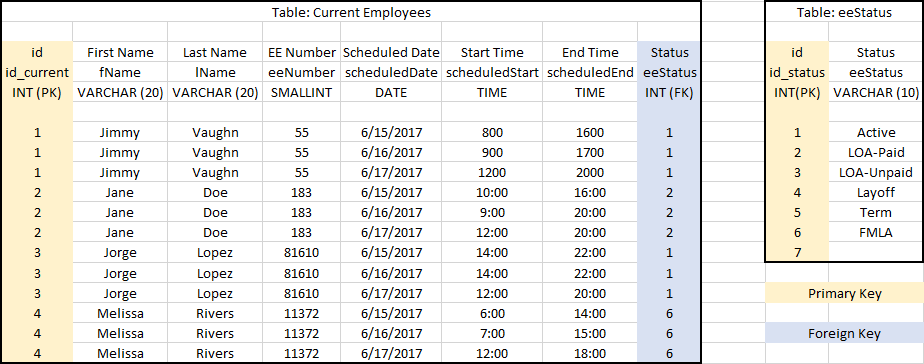 Table: Current Employees Table: eeStatus
id First Name Last Name EE Number Scheduled Date Start Time End Time Status id Status
id_current fName lName eeNumber scheduledDate scheduledStart scheduledEnd eeStatus id_status eeStatus
INT (PK) VARCHAR (20) VARCHAR (20) SMALLINT DATE TIME TIME INT (FK) INT(PK) VARCHAR (10)
1 Jimmy Vaughn 55 6/15/2017 800 1600 1 1 Active
1 Jimmy Vaughn 55 6/16/2017 900 1700 1 2 LOA-Paid
1 Jimmy Vaughn 55 6/17/2017 1200 2000 1 3 LOA-Unpaid
2 Jane Doe 183 6/15/2017 10:00 16:00 2 4 Layoff
2 Jane Doe 183 6/16/2017 9:00 20:00 2 5 Term
2 Jane Doe 183 6/17/2017 12:00 20:00 2 6 FMLA
3 Jorge Lopez 81610 6/15/2017 14:00 22:00 1 7
3 Jorge Lopez 81610 6/16/2017 14:00 22:00 1
3 Jorge Lopez 81610 6/17/2017 12:00 20:00 1 Primary Key
4 Melissa Rivers 11372 6/15/2017 6:00 14:00 6
4 Melissa Rivers 11372 6/16/2017 7:00 15:00 6 Foreign Key
4 Melissa Rivers 11372 6/17/2017 12:00 18:00 6